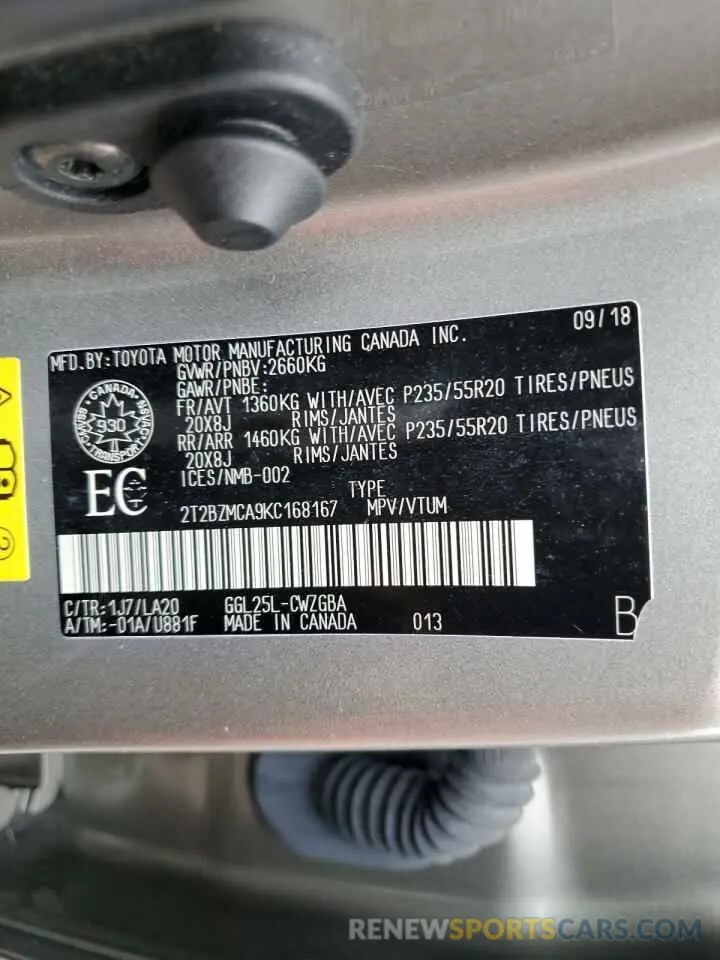 09/18
MFD.BY:TOYOTA MOTOR MANUFACTURING CANADA INC.
GVWR/PNBV:2660KG
GAWR/PNBE:
FR/AVT 1360KG WITH/AVEC P235/55R20 TIRES/PNEUS
20X8J RIMS/JANTES
RR/ARR 1460KG WITH/AVEC P235/55R20 TIRES/PNEUS
20X8J RIMS/JANTES
ICES/NMB-002
CANADA
930
TRANSPORT
EC
TYPE
2T2BZMCA9KC168167 MPV/VTUM
C/TR:1J7/LA20 GGL25L-CWZGBA
A/TM:-01A/U881F MADE IN CANADA 013
B
2
RENEWSPORTSCARS.COM